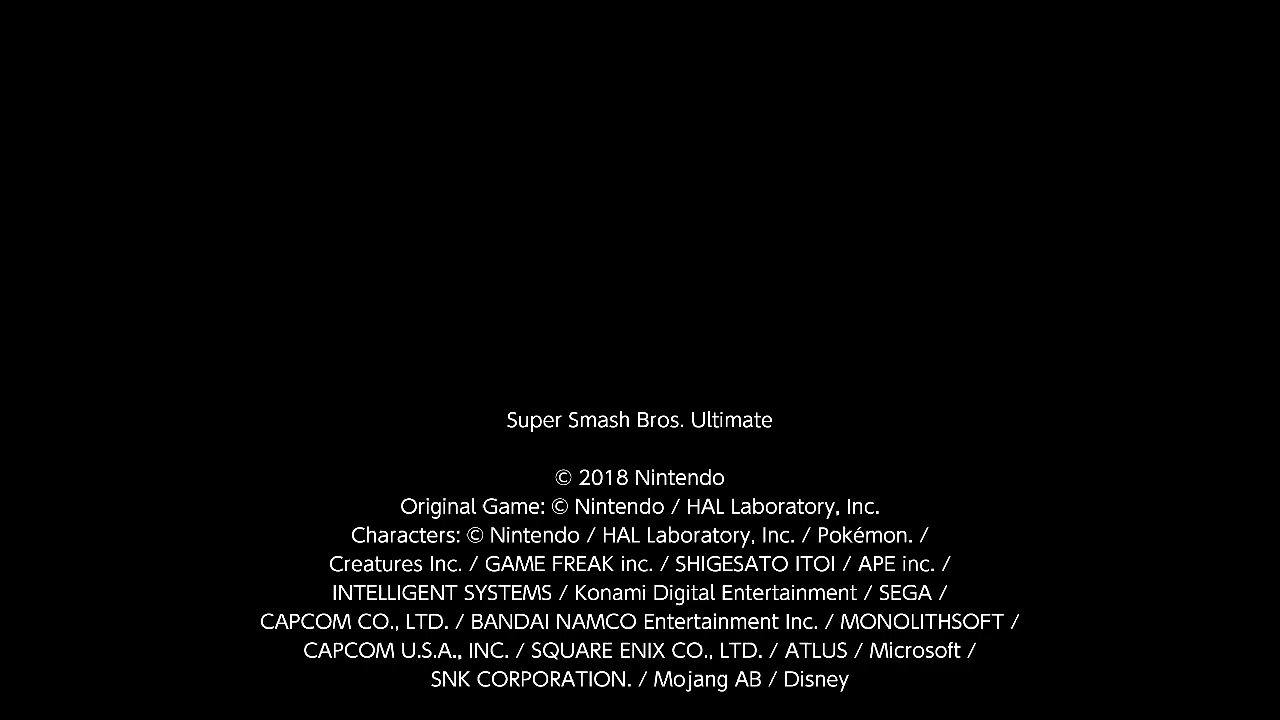 Super Smash Bros. Ultimate
© 2018 Nintendo
Original Game: © Nintendo / HAL Laboratory, Inc.
Characters: © Nintendo / HAL Laboratory, Inc. / Pokémon. /
Creatures Inc. / GAME FREAK inc. / SHIGESATO ITOI / APE inc. /
INTELLIGENT SYSTEMS / Konami Digital Entertainment / SEGA /
CAPCOM CO., LTD. / BANDAI NAMCO Entertainment Inc. / MONOLITHSOFT /
CAPCOM U.S.A., INC. / SQUARE ENIX CO., LTD. / ATLUS / Microsoft /
SNK CORPORATION. / Mojang AB / Disney